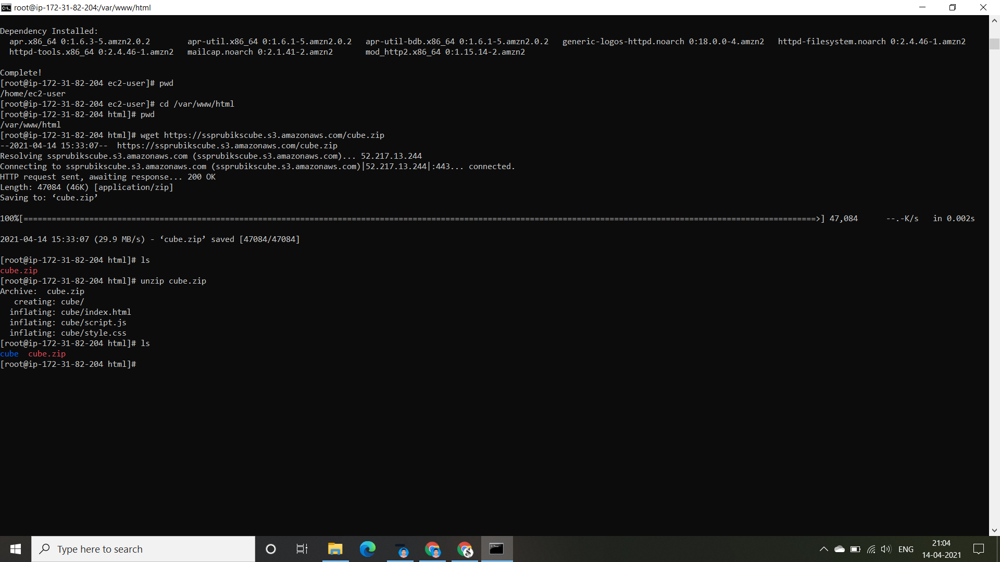 root@ip-172-31-82-204:/var/www/html
Dependency Installed:
  apr.x86_64 0:1.6.3-5.amzn2.0.2        apr-util.x86_64 0:1.6.1-5.amzn2.0.2   apr-util-bdb.x86_64 0:1.6.1-5.amzn2.0.2   generic-logos-httpd.noarch 0:18.0.0-4.amzn2   httpd-filesystem.noarch 0:2.4.46-1.amzn2
  httpd-tools.x86_64 0:2.4.46-1.amzn2   mailcap.noarch 0:2.1.41-2.amzn2       mod_http2.x86_64 0:1.15.14-2.amzn2
Complete!
[root@ip-172-31-82-204 ec2-user]# pwd
/home/ec2-user
[root@ip-172-31-82-204 ec2-user]# cd /var/www/html
[root@ip-172-31-82-204 html]# pwd
/var/www/html
[root@ip-172-31-82-204 html]# wget https://ssprubikscube.s3.amazonaws.com/cube.zip
--2021-04-14 15:33:07--  https://ssprubikscube.s3.amazonaws.com/cube.zip
Resolving ssprubikscube.s3.amazonaws.com (ssprubikscube.s3.amazonaws.com)... 52.217.13.244
Connecting to ssprubikscube.s3.amazonaws.com (ssprubikscube.s3.amazonaws.com)|52.217.13.244|:443... connected.
HTTP request sent, awaiting response... 200 OK
Length: 47084 (46K) [application/zip]
Saving to: ‘cube.zip’
100%[=========================================================================================================================================================================>] 47,084      --.-K/s   in 0.002s
2021-04-14 15:33:07 (29.9 MB/s) - ‘cube.zip’ saved [47084/47084]
[root@ip-172-31-82-204 html]# ls
cube.zip
[root@ip-172-31-82-204 html]# unzip cube.zip
Archive:  cube.zip
   creating: cube/
  inflating: cube/index.html
  inflating: cube/script.js
  inflating: cube/style.css
[root@ip-172-31-82-204 html]# ls
cube  cube.zip
[root@ip-172-31-82-204 html]#
Type here to search
ENG
21:04
14-04-2021